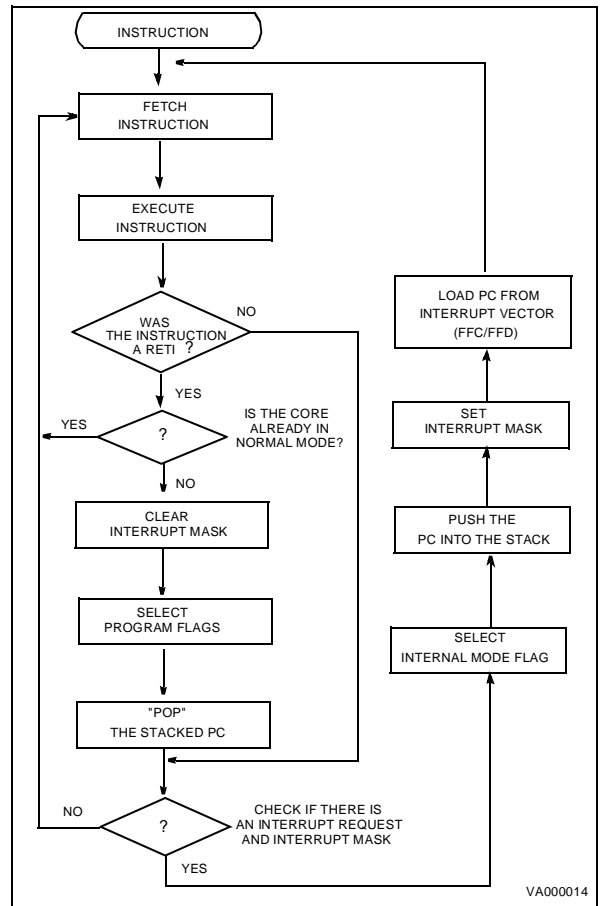 INSTRUCTION
FETCH
INSTRUCTION
EXECUTE
INSTRUCTION
WAS
THE INSTRUCTION
A RETI ?
NO
YES
YES
?
IS THE CORE
ALREADY IN
NORMAL MODE?
NO
CLEAR
INTERRUPT MASK
SELECT
PROGRAM FLAGS
"POP"
THE STACKED PC
NO
?
CHECK IF THERE IS
AN INTERRUPT REQUEST
AND INTERRUPT MASK
YES
LOAD PC FROM
INTERRUPT VECTOR
(FFC/FFD)
SET
INTERRUPT MASK
PUSH THE
PC INTO THE STACK
SELECT
INTERNAL MODE FLAG
VA000014